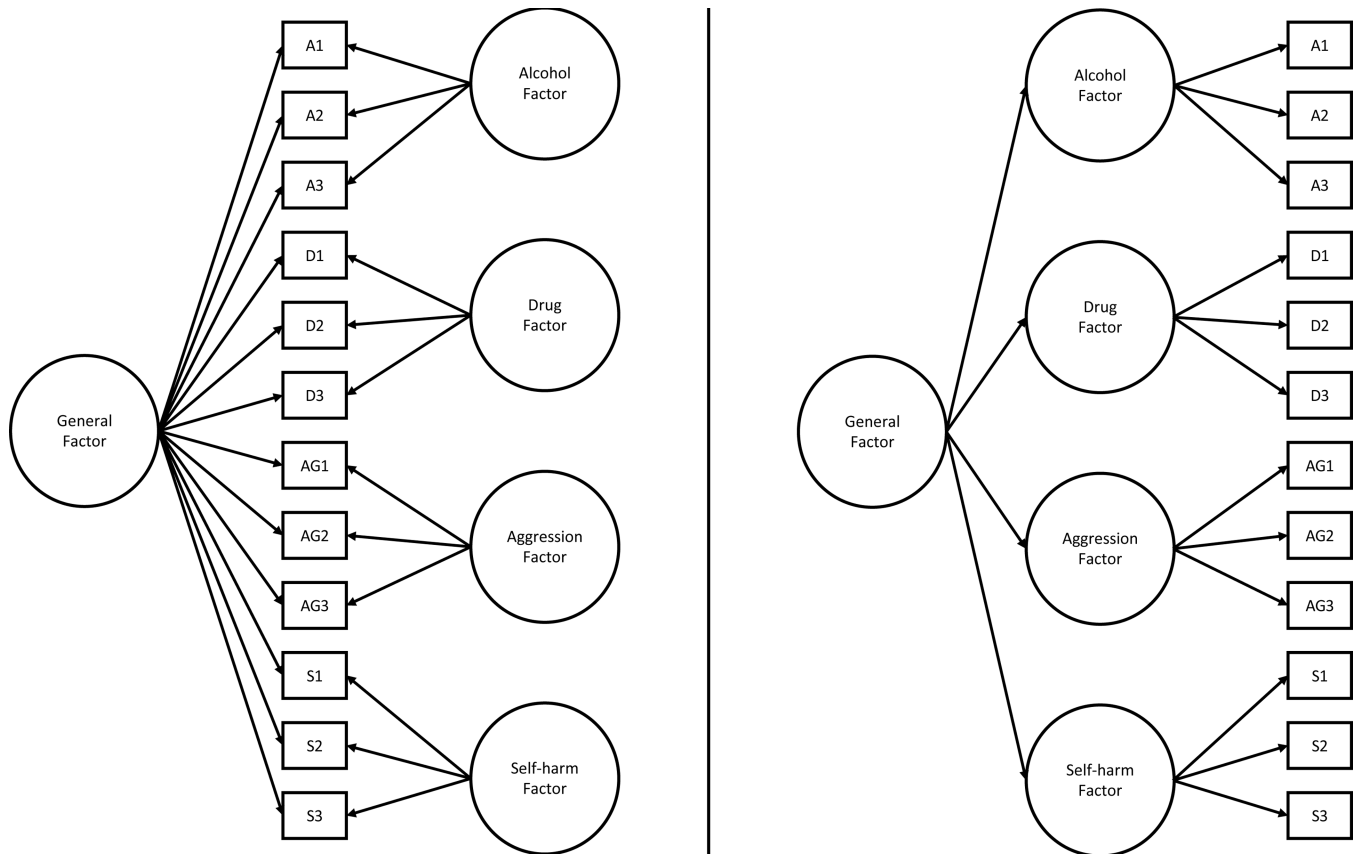 A1
A2
A3
D1
D2
D3
AG1
AG2
AG3
S1
S2
S3
General
Factor
Alcohol
Factor
Drug
Factor
Aggression
Factor
Self-harm
Factor
General
Factor
Alcohol
Factor
Drug
Factor
Aggression
Factor
Self-harm
Factor
A1
A2
A3
D1
D2
D3
AG1
AG2
AG3
S1
S2
S3